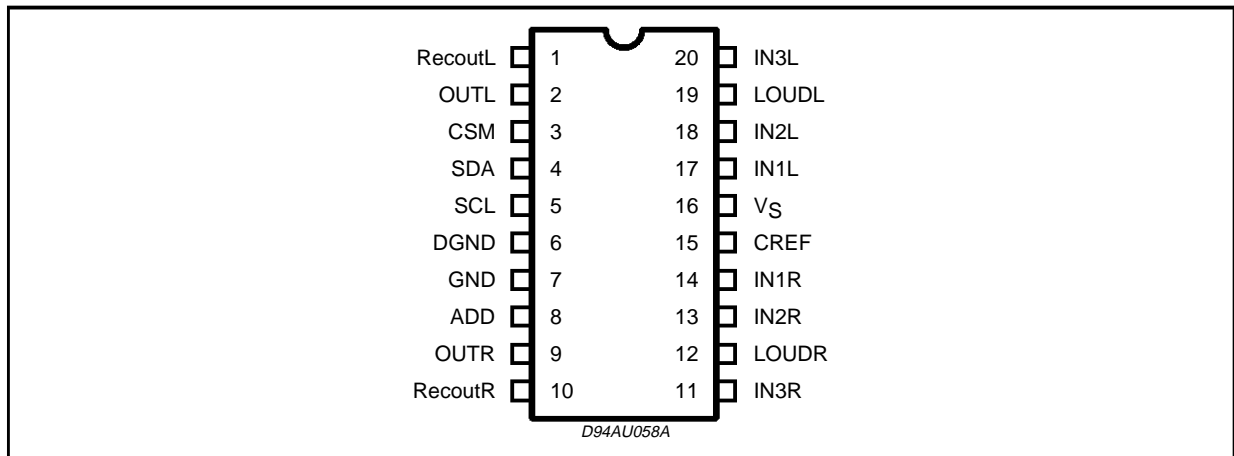 RecoutL 1 20 IN3L
OUTL 2 19 LOUDL
CSM 3 18 IN2L
SDA 4 17 IN1L
SCL 5 16 VS
DGND 6 15 CREF
GND 7 14 IN1R
ADD 8 13 IN2R
OUTR 9 12 LOUDR
RecoutR 10 11 IN3R
D94AU058A